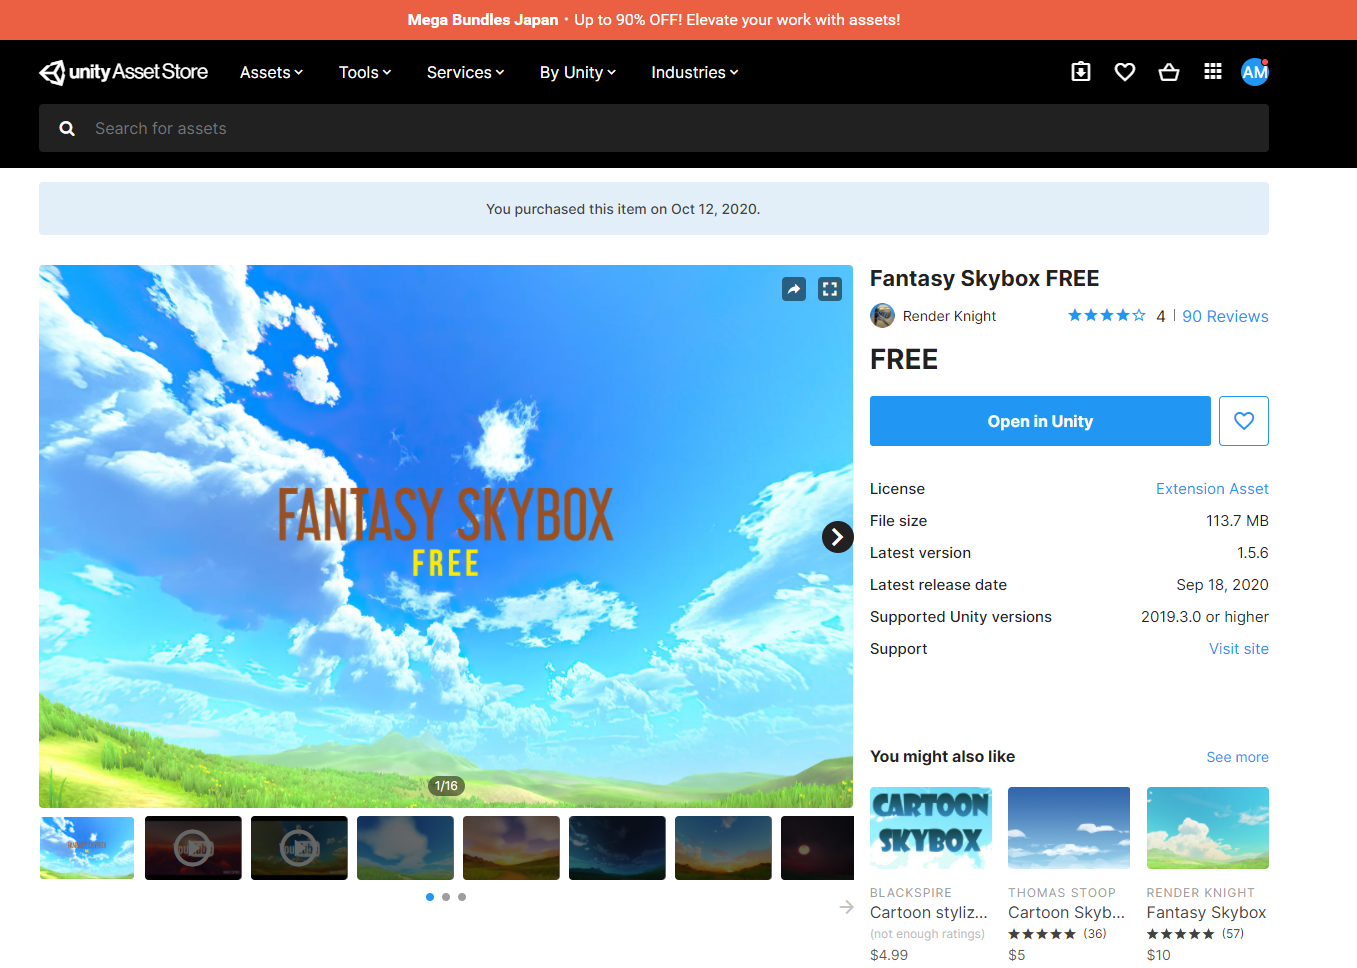 Mega Bundles Japan • Up to 90% OFF! Elevate your work with assets!
unity Asset Store
Assets
Tools
Services
By Unity
Industries
AM
Search for assets
You purchased this item on Oct 12, 2020.
FANTASY SKYBOX
FREE
1/16
Fantasy Skybox FREE
Render Knight
4 | 90 Reviews
FREE
Open in Unity
License Extension Asset
File size 113.7 MB
Latest version 1.5.6
Latest release date Sep 18, 2020
Supported Unity versions 2019.3.0 or higher
Support Visit site
You might also like See more
CARTOON
SKYBOX
BLACKSPIRE
Cartoon styliz...
(not enough ratings)
$4.99
THOMAS STOOP
Cartoon Skyb...
(36)
$5
RENDER KNIGHT
Fantasy Skybox
(57)
$10